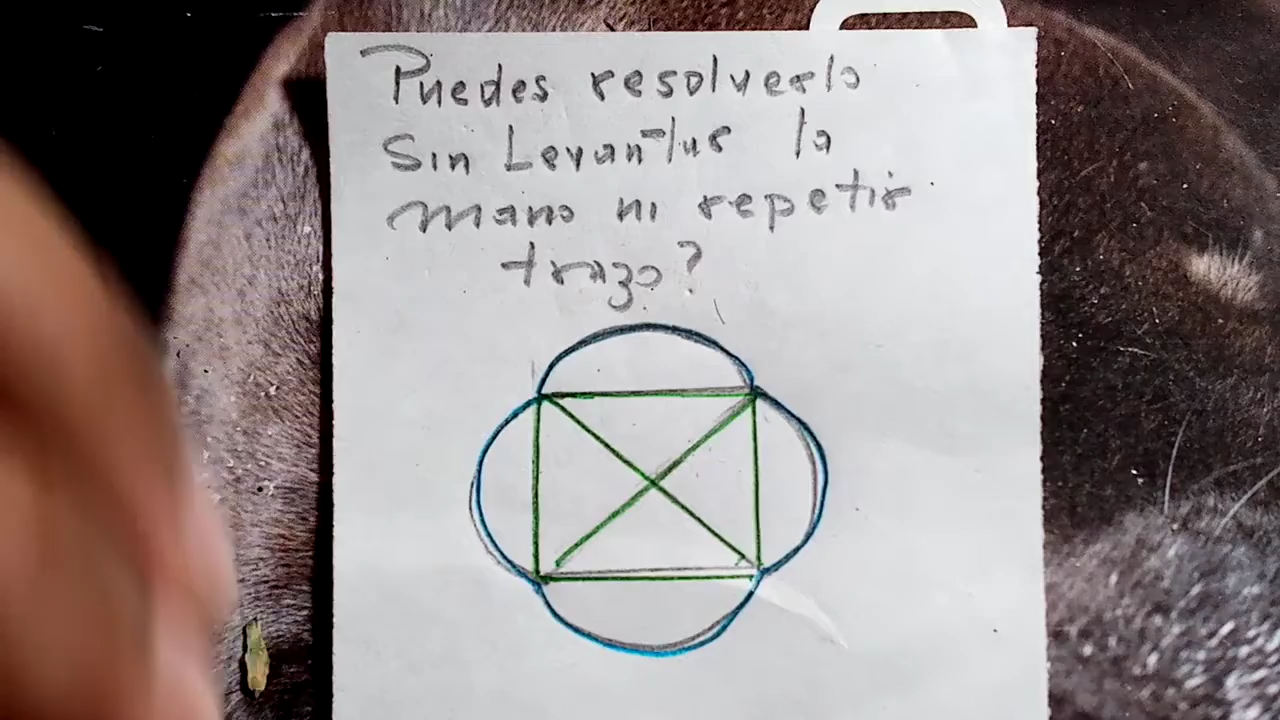 Puedes resolverlo
Sin Levantar la
mano ni repetir
trazo?